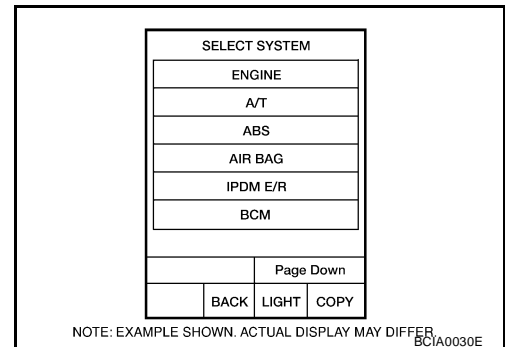 SELECT SYSTEM
ENGINE
A/T
ABS
AIR BAG
IPDM E/R
BCM
Page Down
BACK LIGHT COPY
NOTE: EXAMPLE SHOWN. ACTUAL DISPLAY MAY DIFFER.
BCIA0030E